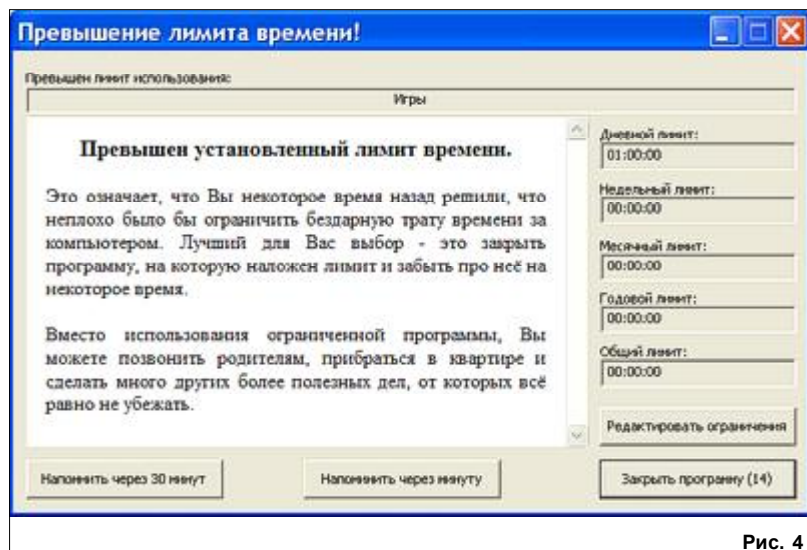 Превышение лимита времени!
Превышен лимит использования:
Игры
Превышен установленный лимит времени.
Это означает, что Вы некоторое время назад решили, что
неплохо было бы ограничить бездарную трату времени за
компьютером. Лучший для Вас выбор - это закрыть
программу, на которую наложен лимит и забыть про неё на
некоторое время.
Вместо использования ограниченной программы, Вы
можете позвонить родителям, прибраться в квартире и
сделать много других более полезных дел, от которых всё
равно не убежать.
Дневной лимит:
01:00:00
Недельный лимит:
00:00:00
Месячный лимит:
00:00:00
Годовой лимит:
00:00:00
Общий лимит:
00:00:00
Редактировать ограничения
Напомнить через 30 минут
Напомнить через минуту
Закрыть программу (14)
Рис. 4